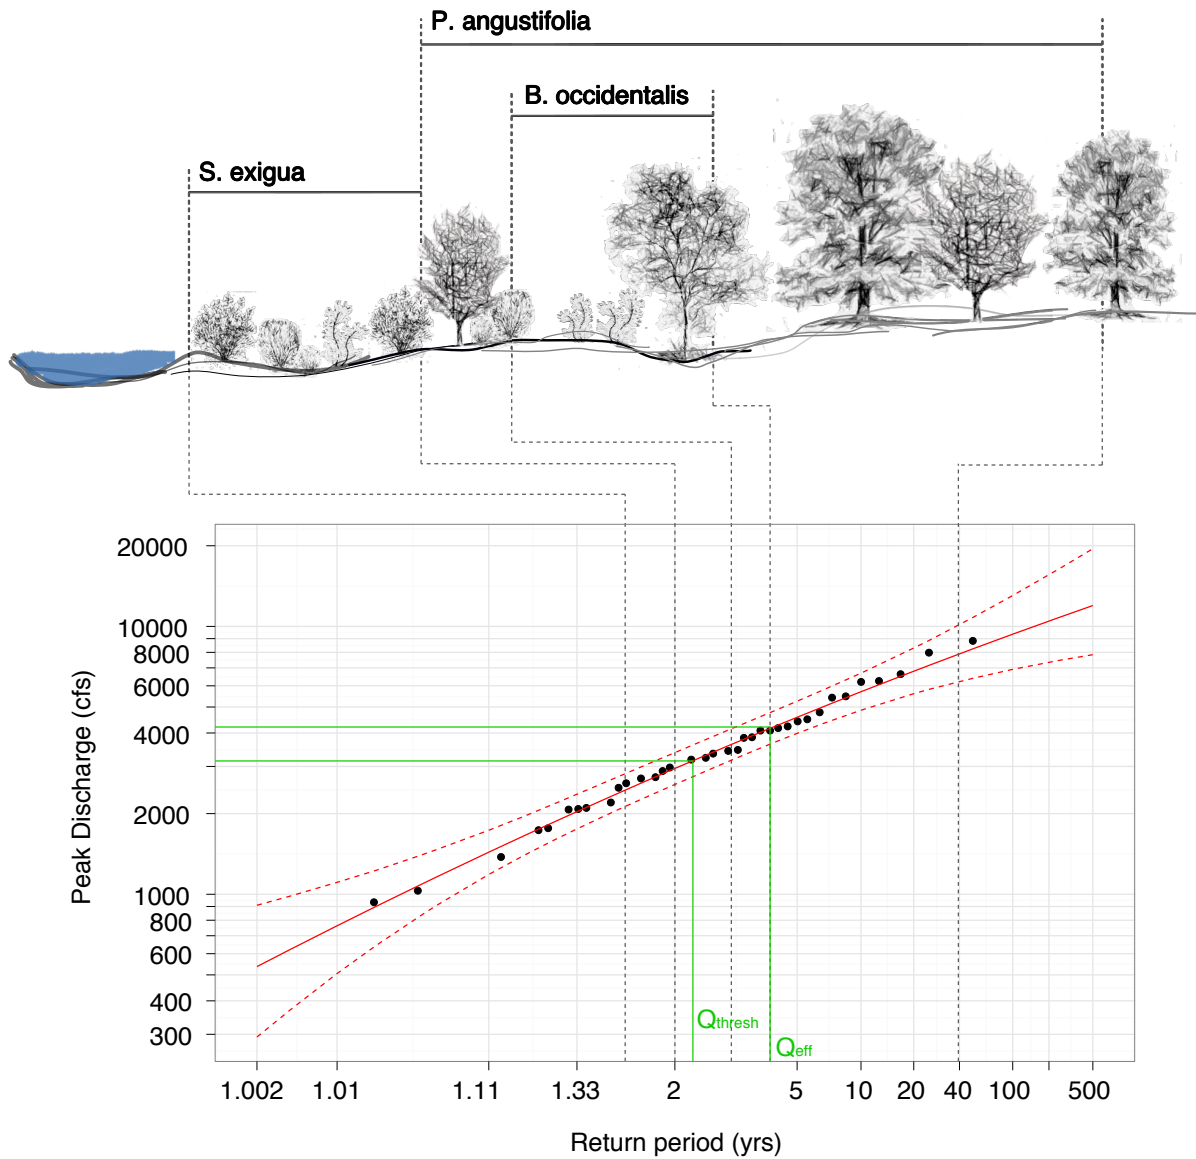 P. angustifolia
B. occidentalis
S. exigua
20000
10000
8000
6000
4000
2000
1000
800
600
400
300
Peak Discharge (cfs)
Qthresh
Qeff
1.002 1.01 1.11 1.33 2 5 10 20 40 100 500
Return period (yrs)